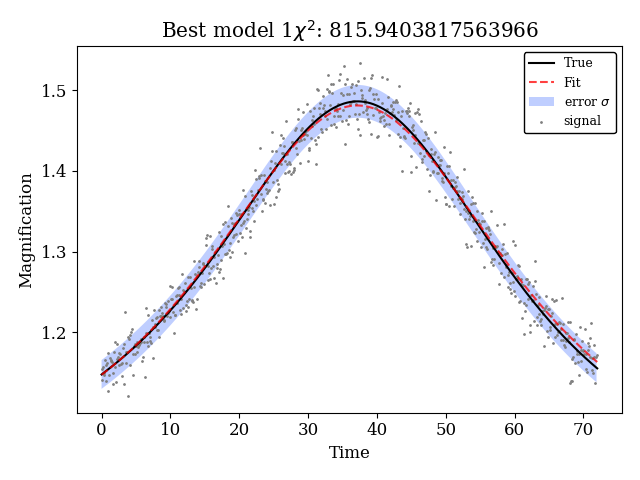 Best model 1χ²: 815.9403817563966
True
Fit
error σ
signal
Magnification
1.5
1.4
1.3
1.2
0 10 20 30 40 50 60 70
Time